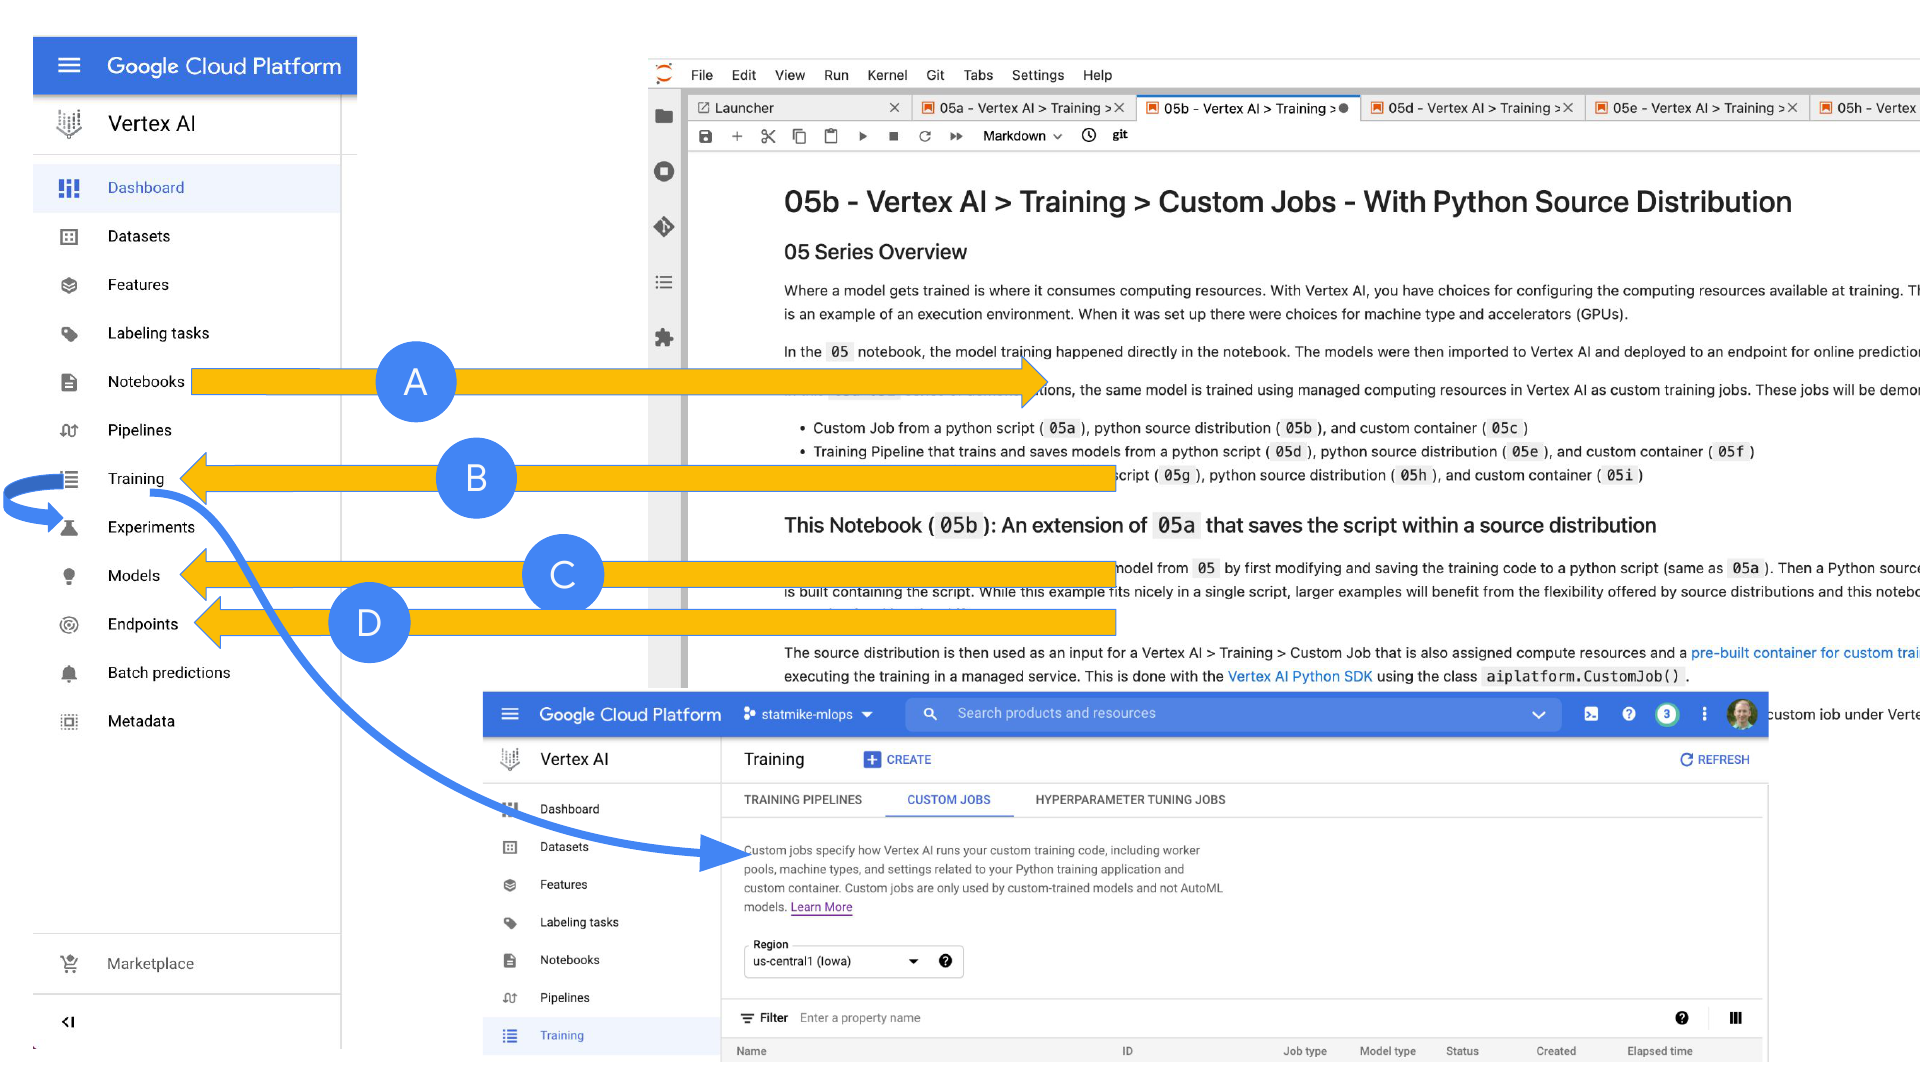 Google Cloud Platform
Vertex AI
Dashboard
Datasets
Features
Labeling tasks
Notebooks
Pipelines
Training
Experiments
Models
Endpoints
Batch predictions
Metadata
Marketplace
A
B
C
D
File Edit View Run Kernel Git Tabs Settings Help
Launcher 05a - Vertex AI > Training > 05b - Vertex AI > Training > 05d - Vertex AI > Training > 05e - Vertex AI > Training > 05h - Vertex
Markdown git
05b - Vertex AI > Training > Custom Jobs - With Python Source Distribution
05 Series Overview
Where a model gets trained is where it consumes computing resources. With Vertex AI, you have choices for configuring the computing resources available at training. Th
is an example of an execution environment. When it was set up there were choices for machine type and accelerators (GPUs).
In the 05 notebook, the model training happened directly in the notebook. The models were then imported to Vertex AI and deployed to an endpoint for online prediction
tions, the same model is trained using managed computing resources in Vertex AI as custom training jobs. These jobs will be demon
• Custom Job from a python script ( 05a ), python source distribution ( 05b ), and custom container ( 05c )
• Training Pipeline that trains and saves models from a python script ( 05d ), python source distribution ( 05e ), and custom container ( 05f )
script ( 05g ), python source distribution ( 05h ), and custom container ( 05i )
This Notebook ( 05b ): An extension of 05a that saves the script within a source distribution
model from 05 by first modifying and saving the training code to a python script (same as 05a ). Then a Python source
is built containing the script. While this example fits nicely in a single script, larger examples will benefit from the flexibility offered by source distributions and this notebo
The source distribution is then used as an input for a Vertex AI > Training > Custom Job that is also assigned compute resources and a pre-built container for custom trai
executing the training in a managed service. This is done with the Vertex AI Python SDK using the class aiplatform.CustomJob() .
custom job under Verte
Google Cloud Platform statmike-mlops Search products and resources 3
Vertex AI
Dashboard
Datasets
Features
Labeling tasks
Notebooks
Pipelines
Training
Training CREATE REFRESH
TRAINING PIPELINES CUSTOM JOBS HYPERPARAMETER TUNING JOBS
Custom jobs specify how Vertex AI runs your custom training code, including worker
pools, machine types, and settings related to your Python training application and
custom container. Custom jobs are only used by custom-trained models and not AutoML
models. Learn More
Region
us-central1 (Iowa)
Filter Enter a property name
Name ID Job type Model type Status Created Elapsed time